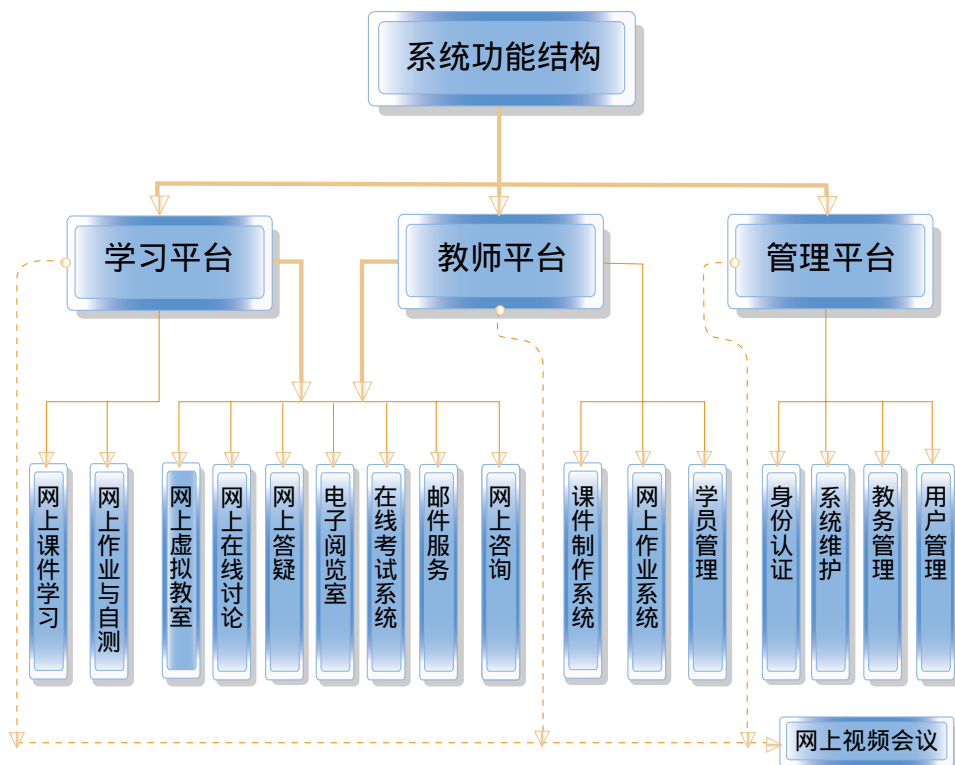 系统功能结构
学习平台
教师平台
管理平台
网上课件学习
网上作业与自测
网上虚拟教室
网上在线讨论
网上答疑
电子阅览室
在线考试系统
邮件服务
网上咨询
课件制作系统
网上作业系统
学员管理
身份认证
系统维护
教务管理
用户管理
网上视频会议